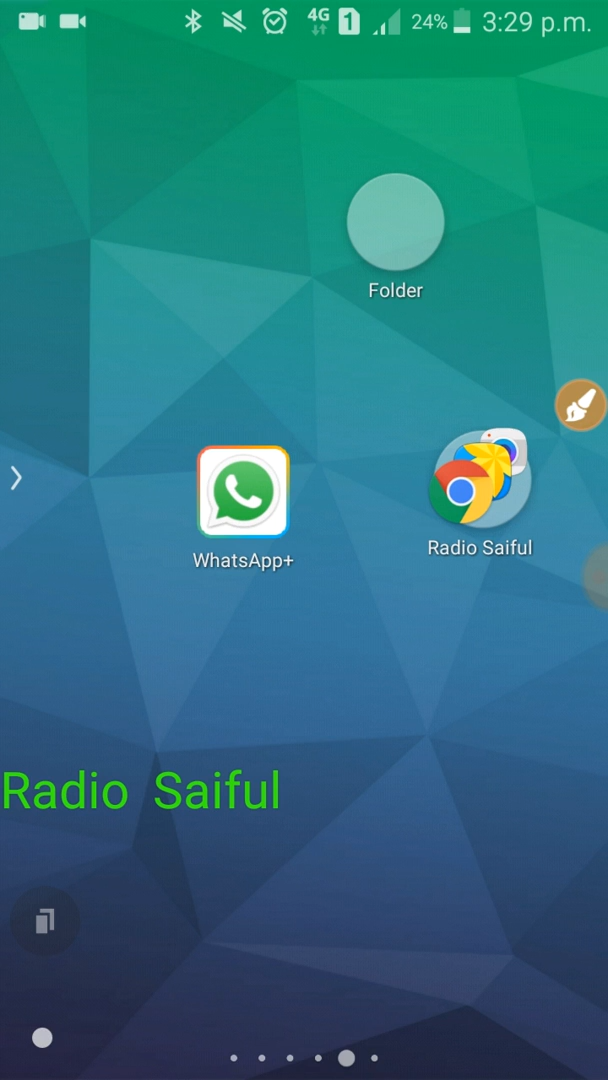 4G 1 24% 3:29 p.m.
Folder
WhatsApp+
Radio Saiful
Radio Saiful